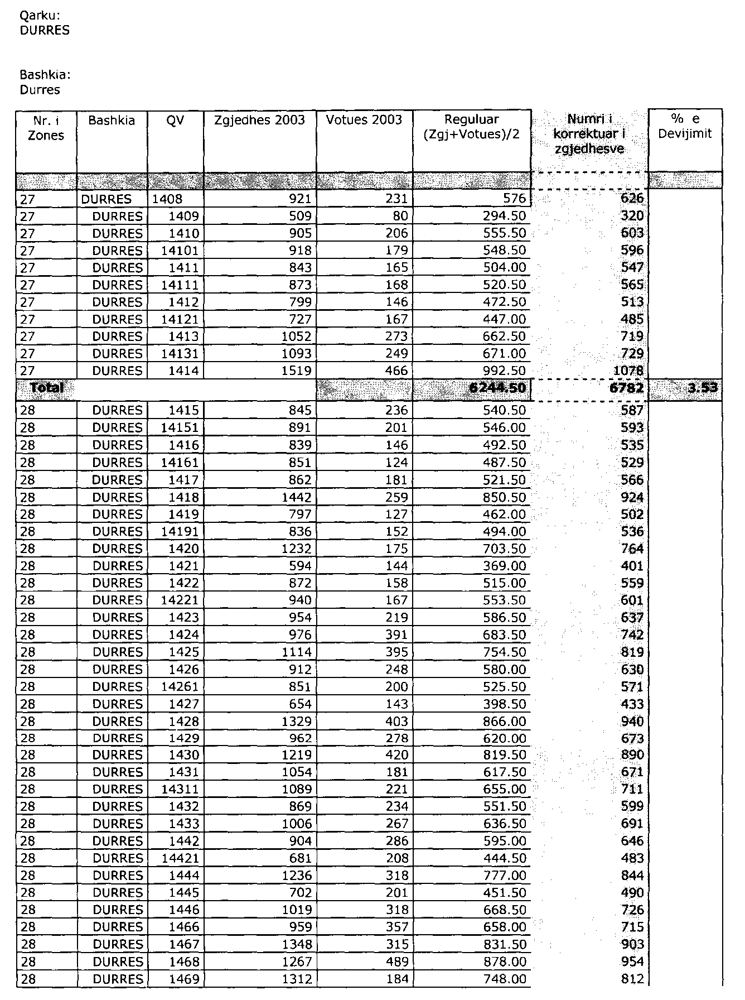 Qarku:
DURRES
Bashkia:
Durres
Nr. i Zones Bashkia QV Zgjedhes 2003 Votues 2003 Reguluar (Zgj+Votues)/2 Numri i korrektuar i zgjedhesve % e Devijimit
27 DURRES 1408 921 231 576 626
27 DURRES 1409 509 80 294.50 320
27 DURRES 1410 905 206 555.50 603
27 DURRES 14101 918 179 548.50 596
27 DURRES 1411 843 165 504.00 547
27 DURRES 14111 873 168 520.50 565
27 DURRES 1412 799 146 472.50 513
27 DURRES 14121 727 167 447.00 485
27 DURRES 1413 1052 273 662.50 719
27 DURRES 14131 1093 249 671.00 729
27 DURRES 1414 1519 466 992.50 1078
Total 6244.50 6782 3.53
28 DURRES 1415 845 236 540.50 587
28 DURRES 14151 891 201 546.00 593
28 DURRES 1416 839 146 492.50 535
28 DURRES 14161 851 124 487.50 529
28 DURRES 1417 862 181 521.50 566
28 DURRES 1418 1442 259 850.50 924
28 DURRES 1419 797 127 462.00 502
28 DURRES 14191 836 152 494.00 536
28 DURRES 1420 1232 175 703.50 764
28 DURRES 1421 594 144 369.00 401
28 DURRES 1422 872 158 515.00 559
28 DURRES 14221 940 167 553.50 601
28 DURRES 1423 954 219 586.50 637
28 DURRES 1424 976 391 683.50 742
28 DURRES 1425 1114 395 754.50 819
28 DURRES 1426 912 248 580.00 630
28 DURRES 14261 851 200 525.50 571
28 DURRES 1427 654 143 398.50 433
28 DURRES 1428 1329 403 866.00 940
28 DURRES 1429 962 278 620.00 673
28 DURRES 1430 1219 420 819.50 890
28 DURRES 1431 1054 181 617.50 671
28 DURRES 14311 1089 221 655.00 711
28 DURRES 1432 869 234 551.50 599
28 DURRES 1433 1006 267 636.50 691
28 DURRES 1442 904 286 595.00 646
28 DURRES 14421 681 208 444.50 483
28 DURRES 1444 1236 318 777.00 844
28 DURRES 1445 702 201 451.50 490
28 DURRES 1446 1019 318 668.50 726
28 DURRES 1466 959 357 658.00 715
28 DURRES 1467 1348 315 831.50 903
28 DURRES 1468 1267 489 878.00 954
28 DURRES 1469 1312 184 748.00 812